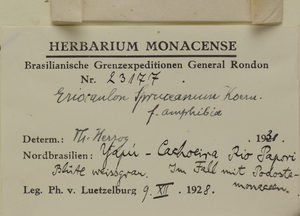 HERBARIUM MONACENSE
Brasilianische Grenzexpeditionen General Rondon
Nr. 23177
Eriocaulon Spruceanum Koern.
f. amphibia
Determ.: Th. Herzog 1931.
Nordbrasilien: Yapú - Cachoeira Rio Papori
Blüte weissgrau. Im Fall mit Podoste-
monaceen.
Leg. Ph. v. Luetzelburg 9. XII. 1928.